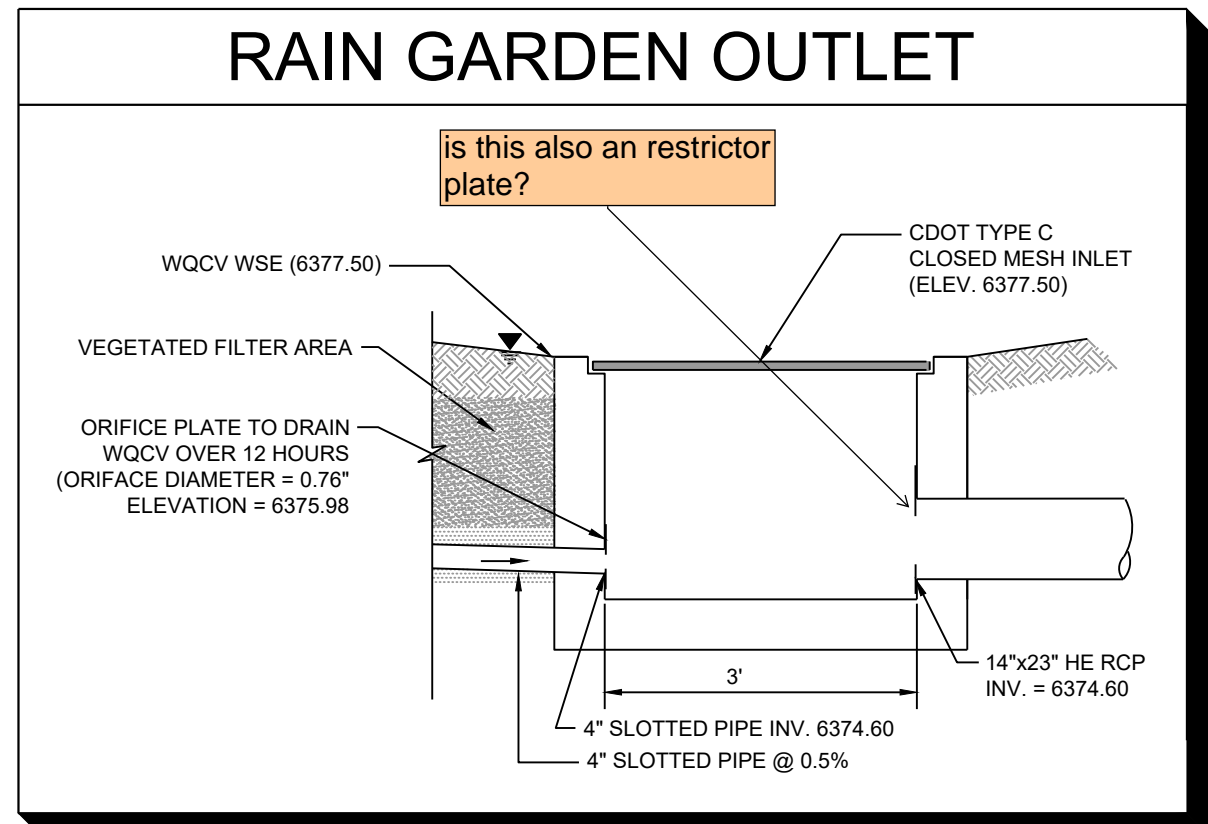 RAIN GARDEN OUTLET
is this also an restrictor
plate?
CDOT TYPE C
CLOSED MESH INLET
(ELEV. 6377.50)
WQCV WSE (6377.50)
VEGETATED FILTER AREA
ORIFICE PLATE TO DRAIN
WQCV OVER 12 HOURS
(ORIFACE DIAMETER = 0.76"
ELEVATION = 6375.98
3'
14"x23" HE RCP
INV. = 6374.60
4" SLOTTED PIPE INV. 6374.60
4" SLOTTED PIPE @ 0.5%